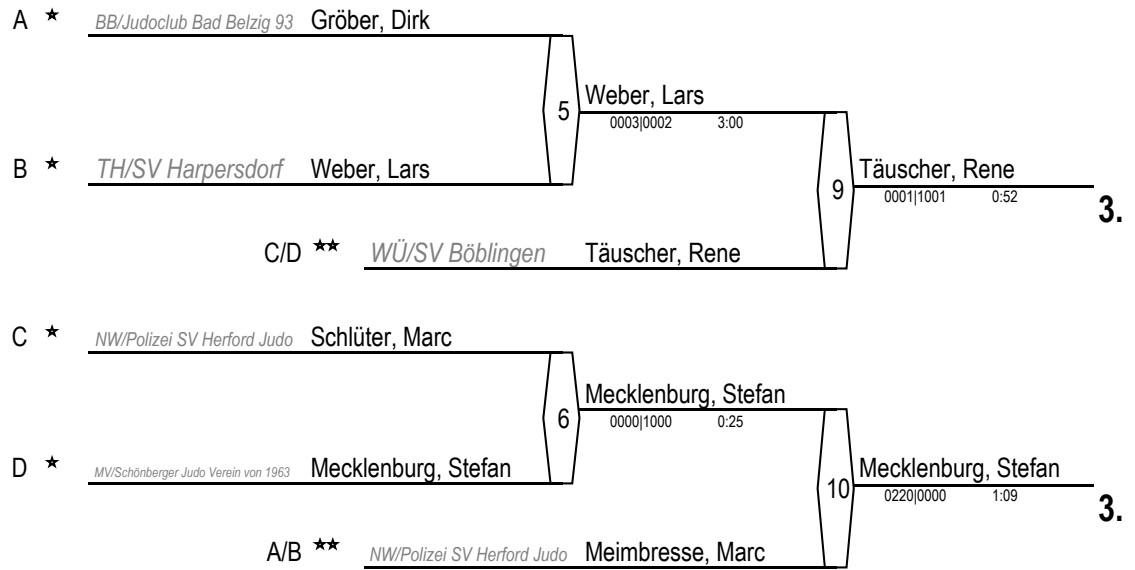 A ★ BB/Judoclub Bad Belzig 93 Gröber, Dirk
5 Weber, Lars
0003|0002 3:00
B ★ TH/SV Harpersdorf Weber, Lars
9 Täuscher, Rene
0001|1001 0:52
3.
C/D ★★ WÜ/SV Böblingen Täuscher, Rene
C ★ NW/Polizei SV Herford Judo Schlüter, Marc
6 Mecklenburg, Stefan
0000|1000 0:25
D ★ MV/Schönberger Judo Verein von 1963 Mecklenburg, Stefan
10 Mecklenburg, Stefan
0220|0000 1:09
3.
A/B ★★ NW/Polizei SV Herford Judo Meimbresse, Marc